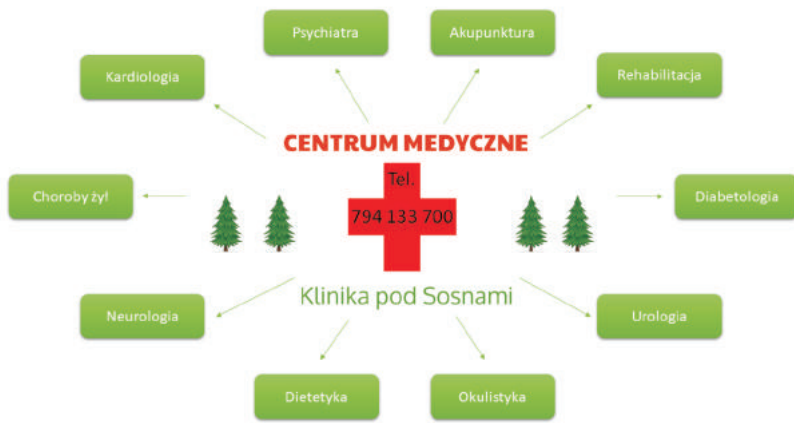 Psychiatra
Akupunktura
Kardiologia
Rehabilitacja
CENTRUM MEDYCZNE
Tel.
794 133 700
Choroby żył
Diabetologia
Klinika pod Sosnami
Neurologia
Urologia
Dietetyka
Okulistyka